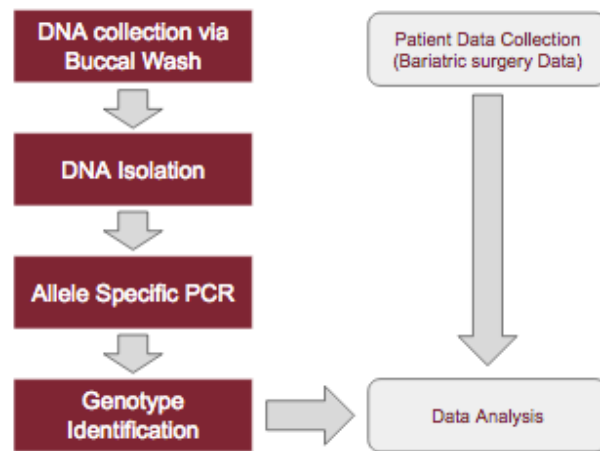 DNA collection via
Buccal Wash
DNA Isolation
Allele Specific PCR
Genotype
Identification
Patient Data Collection
(Bariatric surgery Data)
Data Analysis